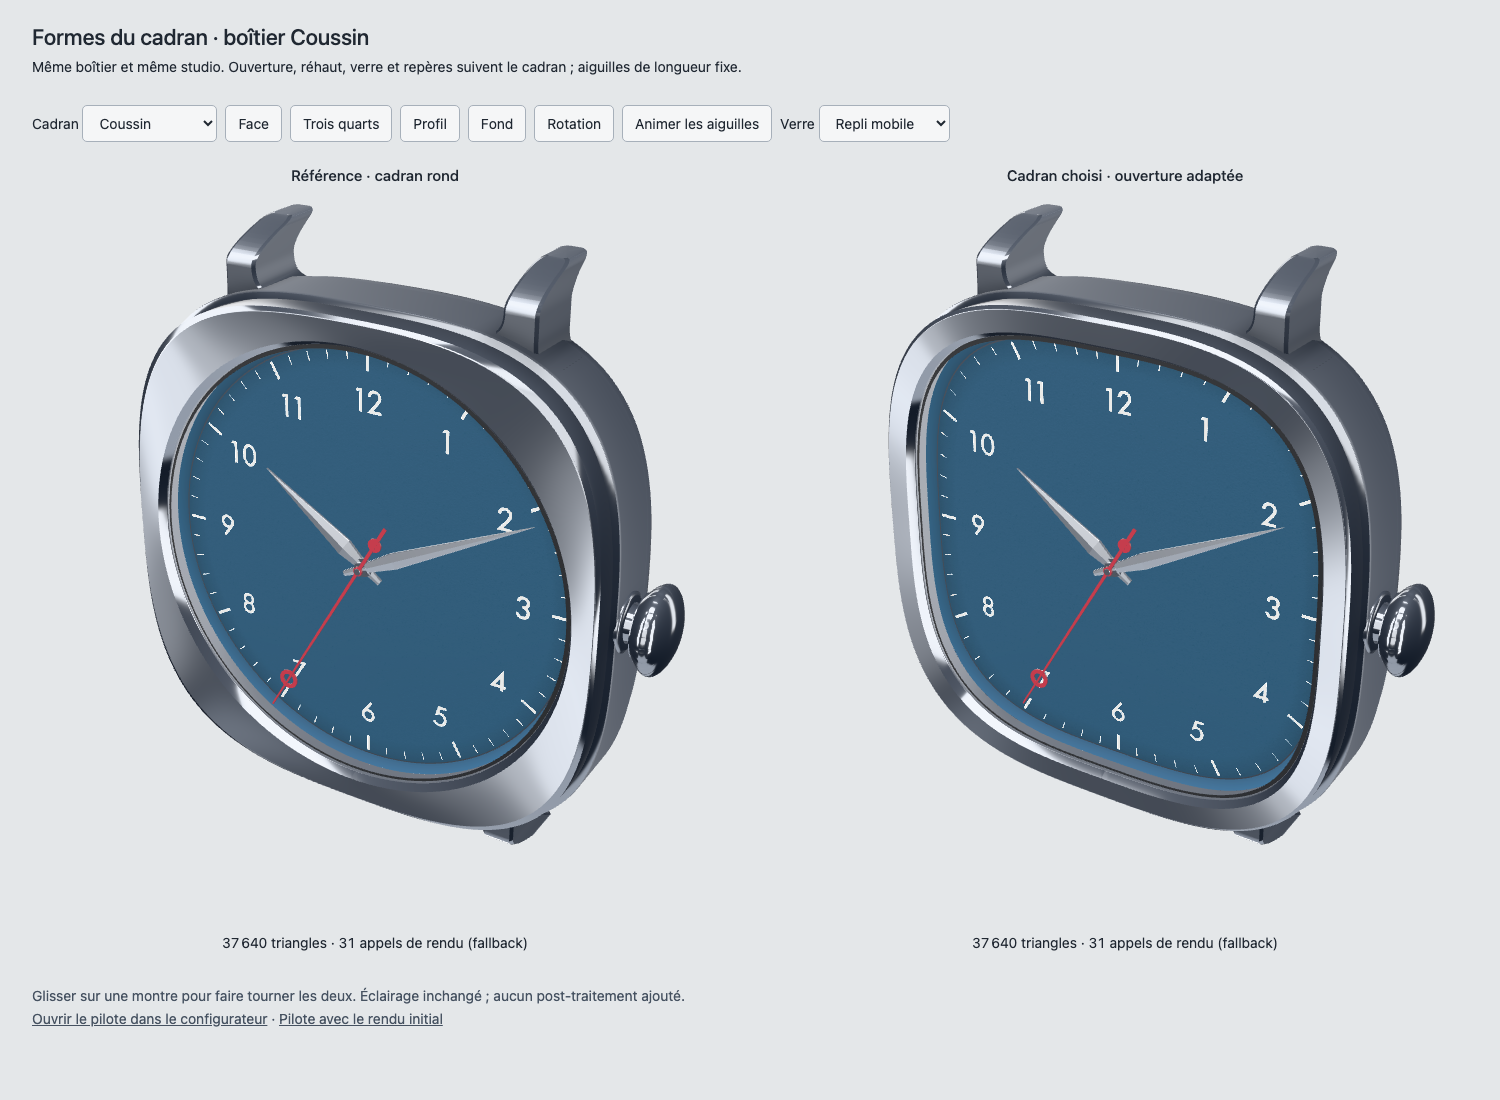 Formes du cadran · boîtier Coussin
Même boîtier et même studio. Ouverture, réhaut, verre et repères suivent le cadran ; aiguilles de longueur fixe.
Cadran Coussin Face Trois quarts Profil Fond Rotation Animer les aiguilles Verre Repli mobile
Référence · cadran rond
12
11
1
10
2
9
3
8
4
7
6
5
37 640 triangles · 31 appels de rendu (fallback)
Cadran choisi · ouverture adaptée
11
12
1
10
2
9
3
8
4
6
5
37 640 triangles · 31 appels de rendu (fallback)
Glisser sur une montre pour faire tourner les deux. Éclairage inchangé ; aucun post-traitement ajouté.
Ouvrir le pilote dans le configurateur · Pilote avec le rendu initial